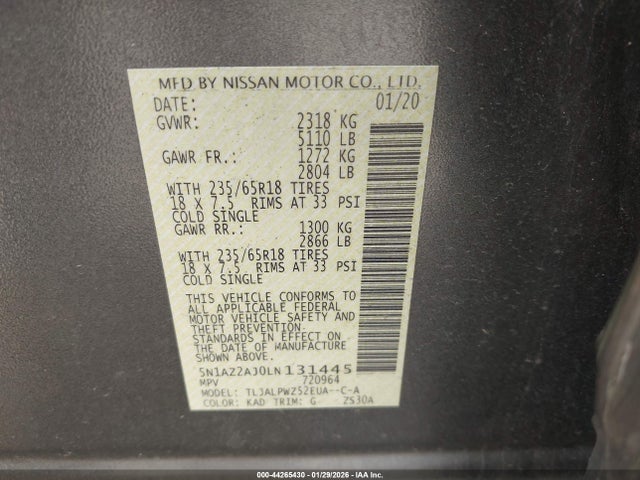 MFD BY NISSAN MOTOR CO., LTD.
DATE: 01/20
GVWR: 2318 KG
5110 LB
GAWR FR.: 1272 KG
2804 LB
WITH 235/65R18 TIRES
18 X 7.5 RIMS AT 33 PSI
COLD SINGLE
GAWR RR.: 1300 KG
2866 LB
WITH 235/65R18 TIRES
18 X 7.5 RIMS AT 33 PSI
COLD SINGLE
THIS VEHICLE CONFORMS TO
ALL APPLICABLE FEDERAL
MOTOR VEHICLE SAFETY AND
THEFT PREVENTION
STANDARDS IN EFFECT ON
THE DATE OF MANUFACTURE
SHOWN ABOVE.
5N1AZ2AJ0LN131445
MPV 720964
MODEL: TLJALPWZ52EUA--C-A
COLOR: KAD TRIM: G ZS30A
000-44265430 - 01/29/2026 - IAA Inc.